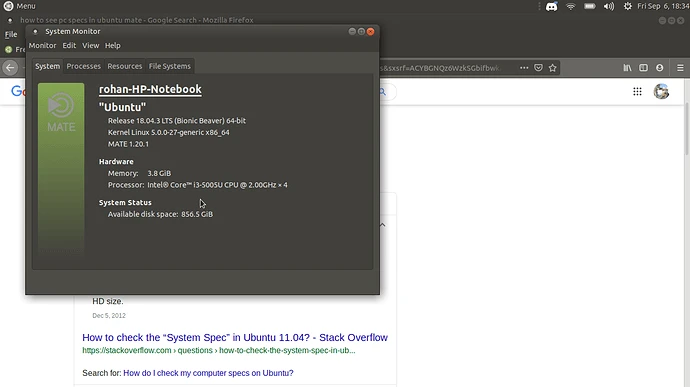 Menu
Fri Sep 6, 18:34
how to see pc specs in ubuntu mate - Google Search - Mozilla Firefox
File
System Monitor
Monitor Edit View Help
System Processes Resources File Systems
rohan-HP-Notebook
"Ubuntu"
Release 18.04.3 LTS (Bionic Beaver) 64-bit
Kernel Linux 5.0.0-27-generic x86_64
MATE 1.20.1
MATE
Hardware
Memory: 3.8 GiB
Processor: Intel® Core™ i3-5005U CPU @ 2.00GHz × 4
System Status
Available disk space: 856.5 GiB
HD size.
Dec 5, 2012
How to check the “System Spec” in Ubuntu 11.04? - Stack Overflow
https://stackoverflow.com › questions › how-to-check-the-system-spec-in-ub...
Search for: How do I check my computer specs on Ubuntu?